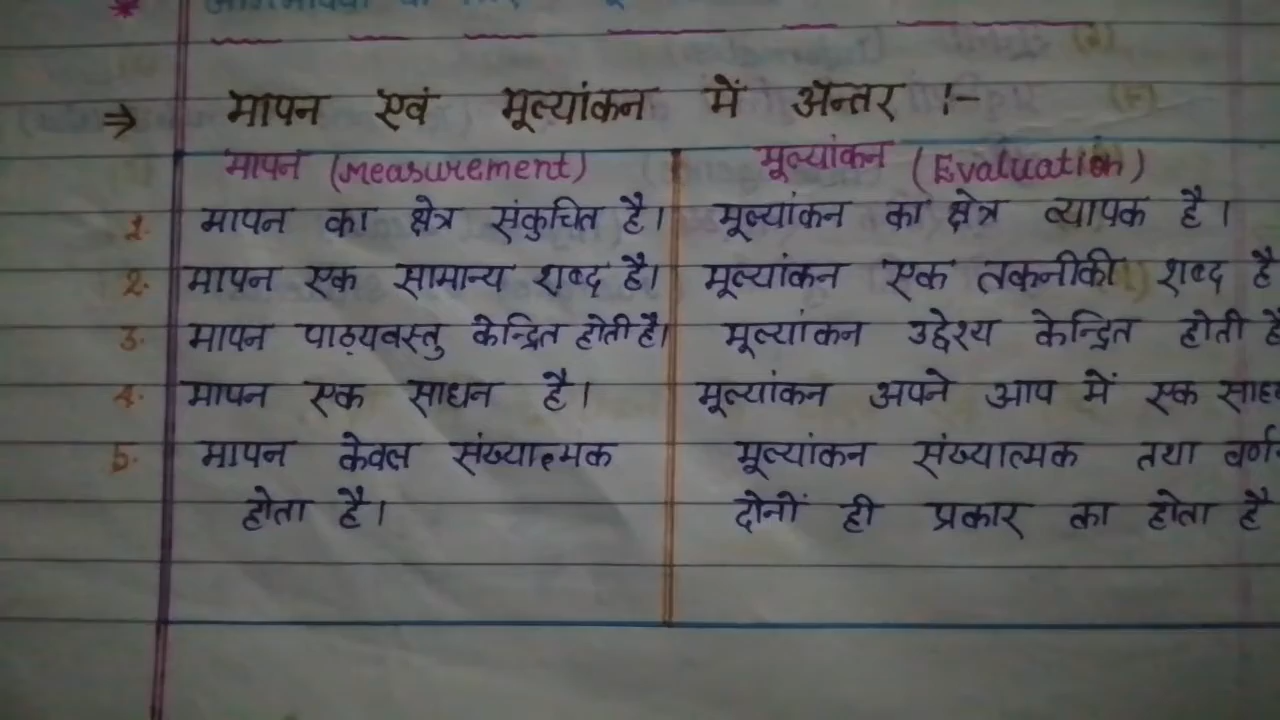 ⇒ मापन एवं मूल्यांकन में अन्तर :-
मापन (Measurement) मूल्यांकन (Evaluation)
1. मापन का क्षेत्र संकुचित है। मूल्यांकन का क्षेत्र व्यापक है।
2. मापन एक सामान्य शब्द है। मूल्यांकन एक तकनीकी शब्द है
3. मापन पाठ्यवस्तु केन्द्रित होती है। मूल्यांकन उद्देश्य केन्द्रित होती है
4. मापन एक साधन है। मूल्यांकन अपने आप में एक
5. मापन केवल संख्यात्मक मूल्यांकन संख्यात्मक तथा
होता है। दोनों ही प्रकार का होता है